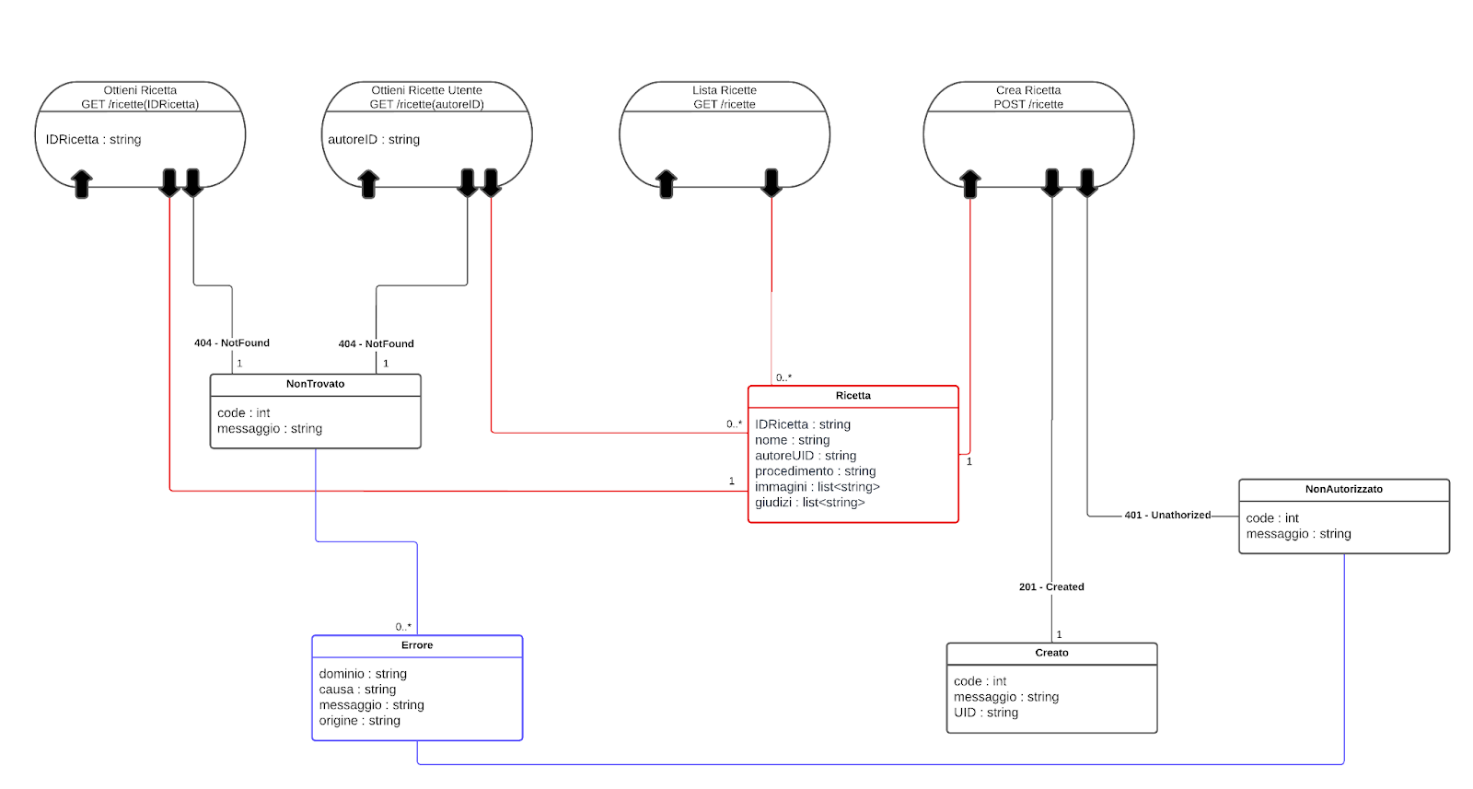 Ottieni Ricetta
GET /ricette(IDRicetta)
IDRicetta : string
Ottieni Ricette Utente
GET /ricette(autoreID)
autoreID : string
Lista Ricette
GET /ricette
Crea Ricetta
POST /ricette
404 - NotFound
1
404 - NotFound
1
NonTrovato
code : int
messaggio : string
0..*
0..*
1
1
Ricetta
IDRicetta : string
nome : string
autoreUID : string
procedimento : string
immagini : list<string>
giudizi : list<string>
401 - Unathorized
NonAutorizzato
code : int
messaggio : string
201 - Created
1
0..*
Errore
dominio : string
causa : string
messaggio : string
origine : string
Creato
code : int
messaggio : string
UID : string